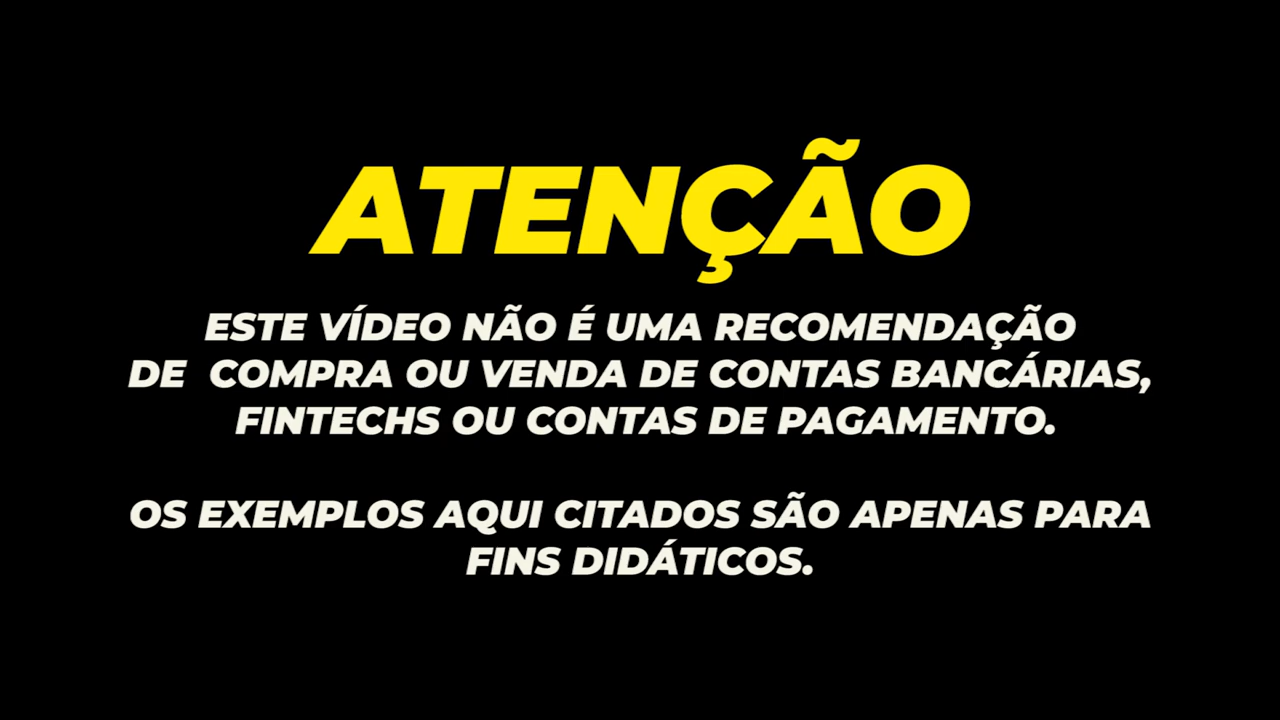 ATENÇÃO
ESTE VÍDEO NÃO É UMA RECOMENDAÇÃO
DE COMPRA OU VENDA DE CONTAS BANCÁRIAS,
FINTECHS OU CONTAS DE PAGAMENTO.
OS EXEMPLOS AQUI CITADOS SÃO APENAS PARA
FINS DIDÁTICOS.